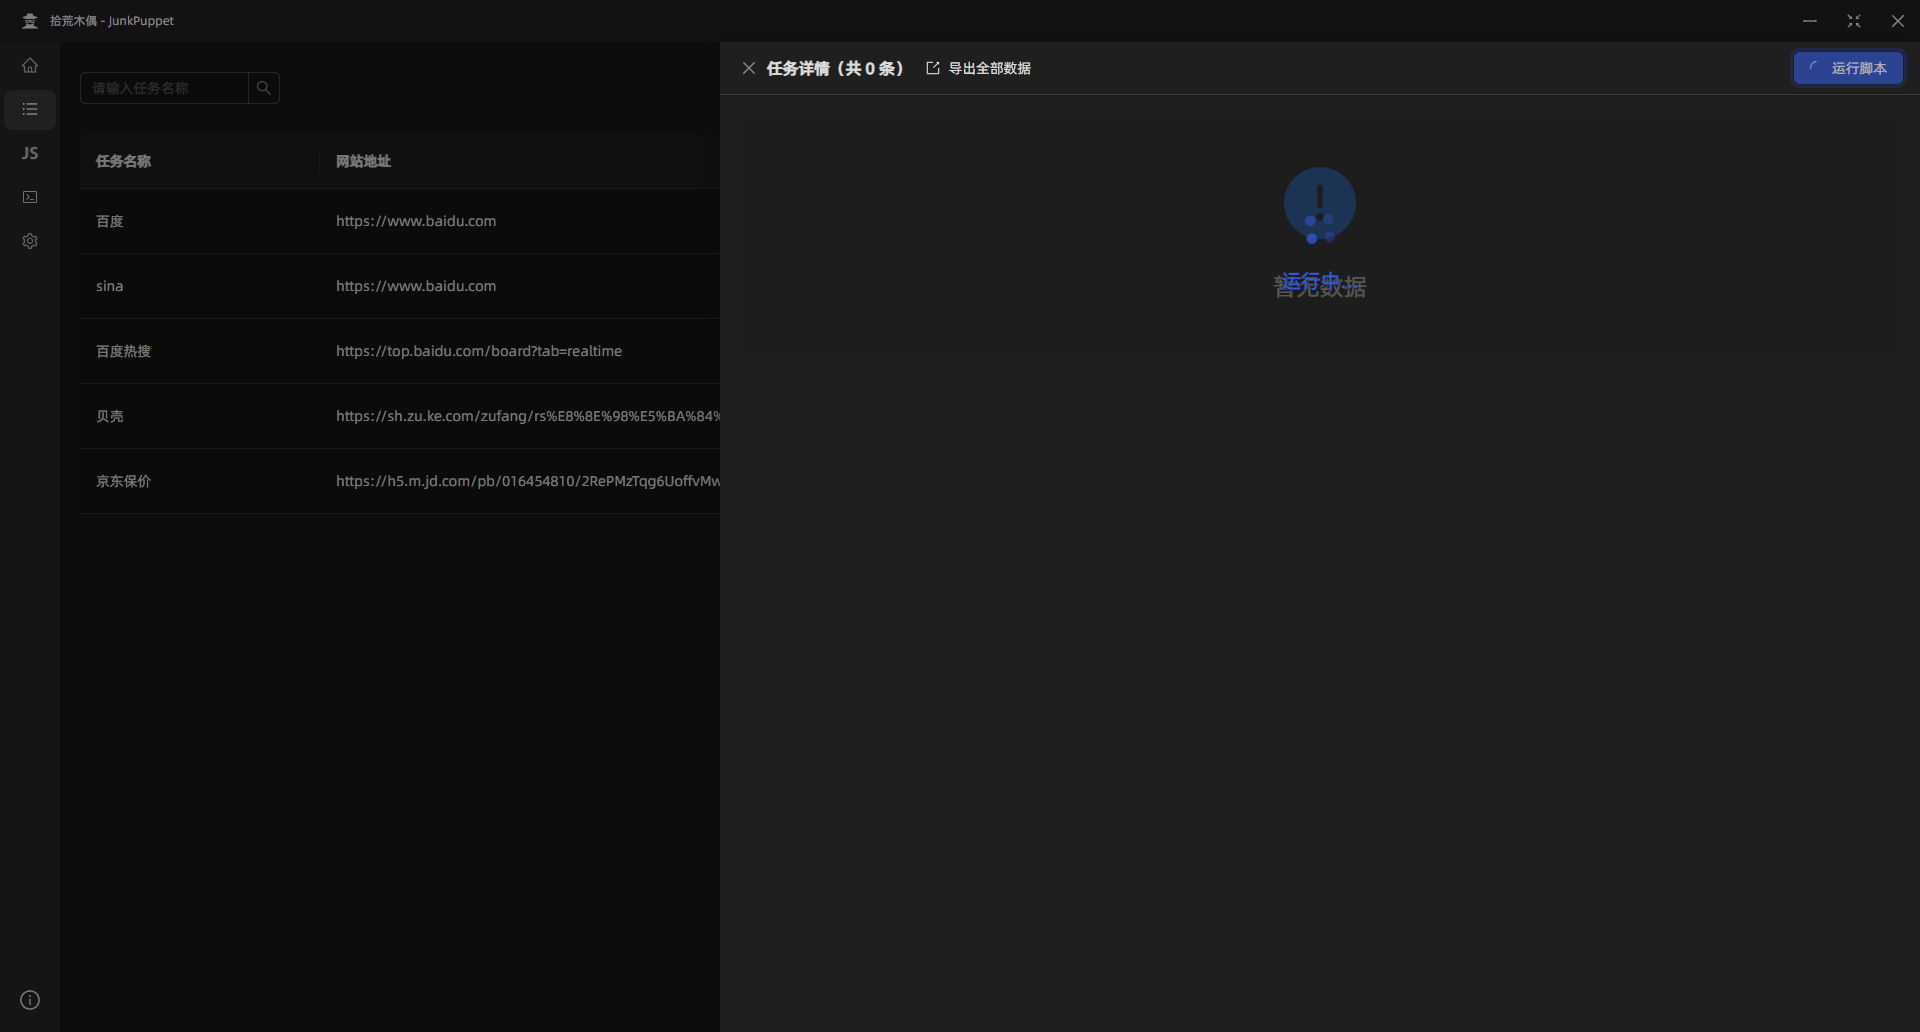 拾荒木偶 - JunkPuppet
请输入任务名称
任务名称 网站地址
百度 https://www.baidu.com
sina https://www.baidu.com
百度热搜 https://top.baidu.com/board?tab=realtime
贝壳 https://sh.zu.ke.com/zufang/rs%E8%8E%98%E5%BA%84%
京东保价 https://h5.m.jd.com/pb/016454810/2RePMzTqg6UoffvMw
JS
任务详情（共 0 条） 导出全部数据
运行脚本
运行中...
暂无数据